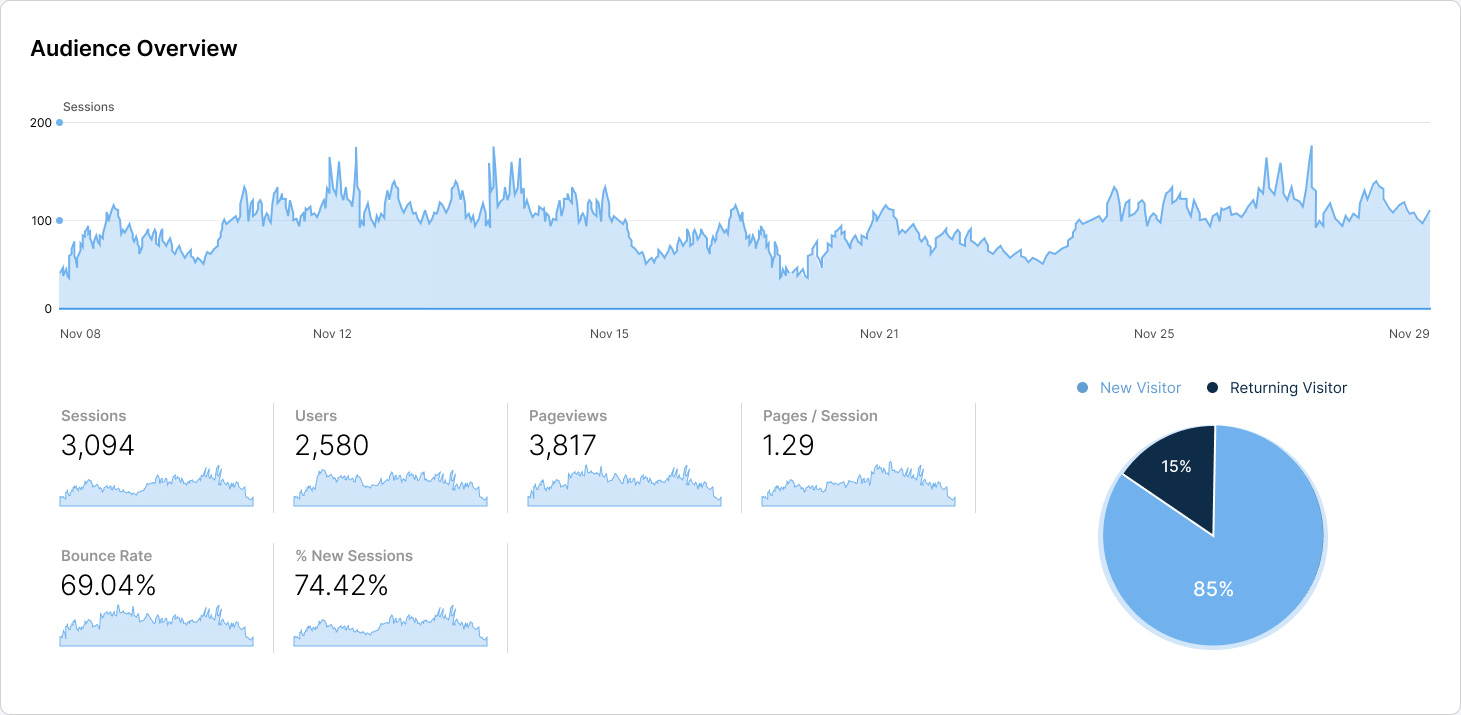 Audience Overview
Sessions
200
100
0
Nov 08 Nov 12 Nov 15 Nov 21 Nov 25 Nov 29
New Visitor Returning Visitor
Sessions Users Pageviews Pages / Session
3,094 2,580 3,817 1.29
15%
Bounce Rate % New Sessions
69.04% 74.42%
85%